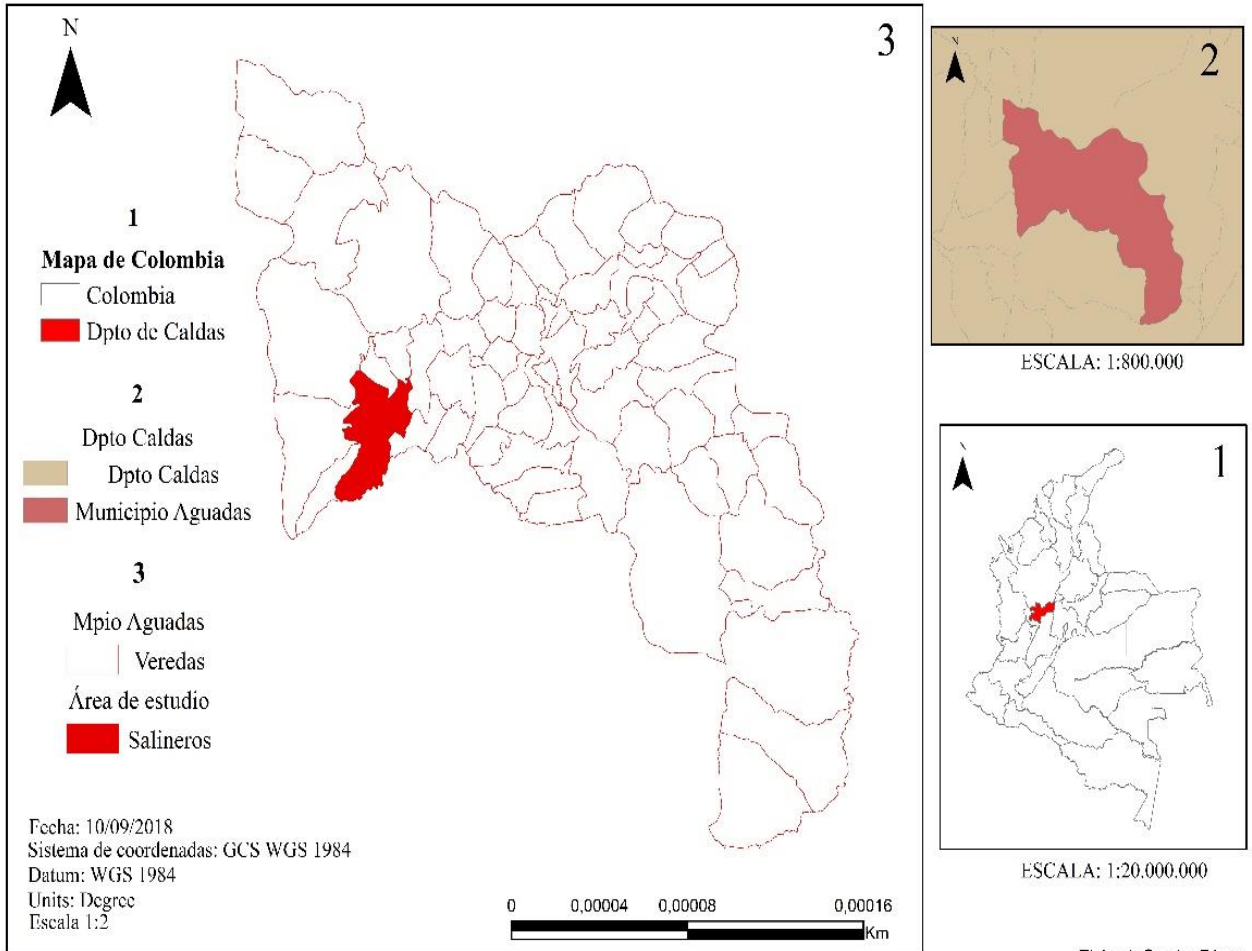 N
3
1
Mapa de Colombia
Colombia
Dpto de Caldas
2
Dpto Caldas
Dpto Caldas
Municipio Aguadas
3
Mpio Aguadas
Veredas
Área de estudio
Salineros
Fecha: 10/09/2018
Sistema de coordenadas: GCS WGS 1984
Datum: WGS 1984
Units: Degree
Escala 1:2
0 0,00004 0,00008 0,00016
Km
N
2
ESCALA: 1:800.000
1
ESCALA: 1:20.000.000